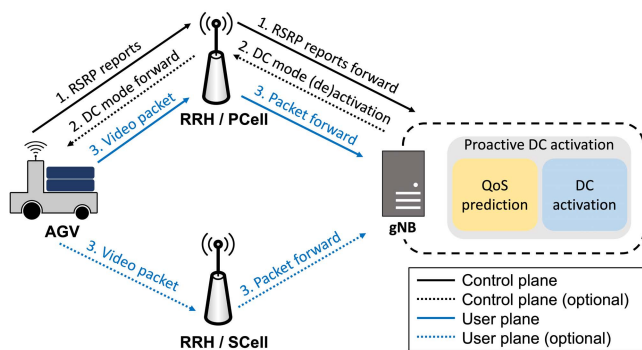 1. RSRP reports
2. DC mode forward
3. Video packet
1. RSRP reports forward
2. DC mode (de)activation
3. Packet forward
RRH / PCell
Proactive DC activation
QoS
prediction
DC
activation
gNB
AGV
3. Video packet
3. Packet forward
RRH / SCell
Control plane
Control plane (optional)
User plane
User plane (optional)